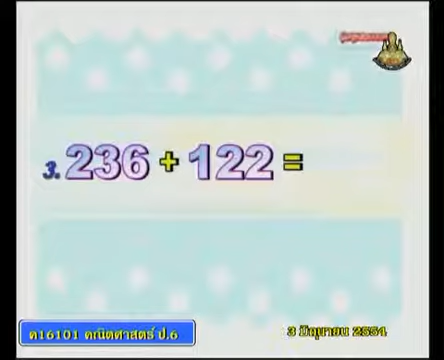 3. 236 + 122 =
ค16101 คณิตศาสตร์ ป.6
3 มิถุนายน 2554